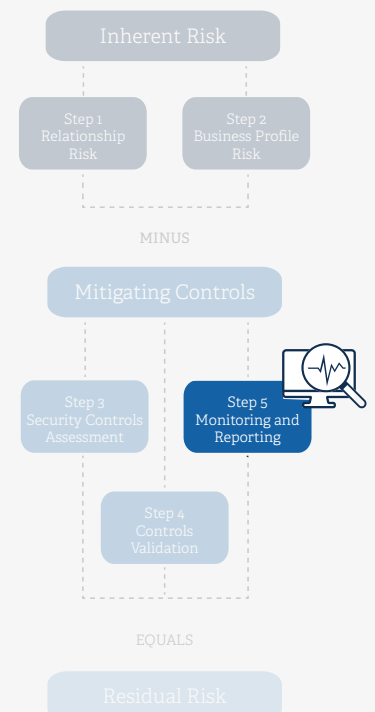 Inherent Risk
Step 1
Relationship
Risk
Step 2
Business Profile
Risk
MINUS
Mitigating Controls
Step 3
Security Controls
Assessment
Step 5
Monitoring and
Reporting
Step 4
Controls
Validation
EQUALS
Residual Risk